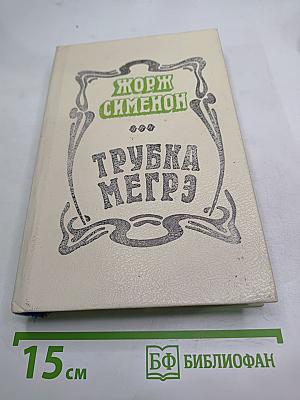 ЖОРЖ
СИМЕНОН
ТРУБКА
МЕГРЭ
15 см
БФ БИБЛИОФАН